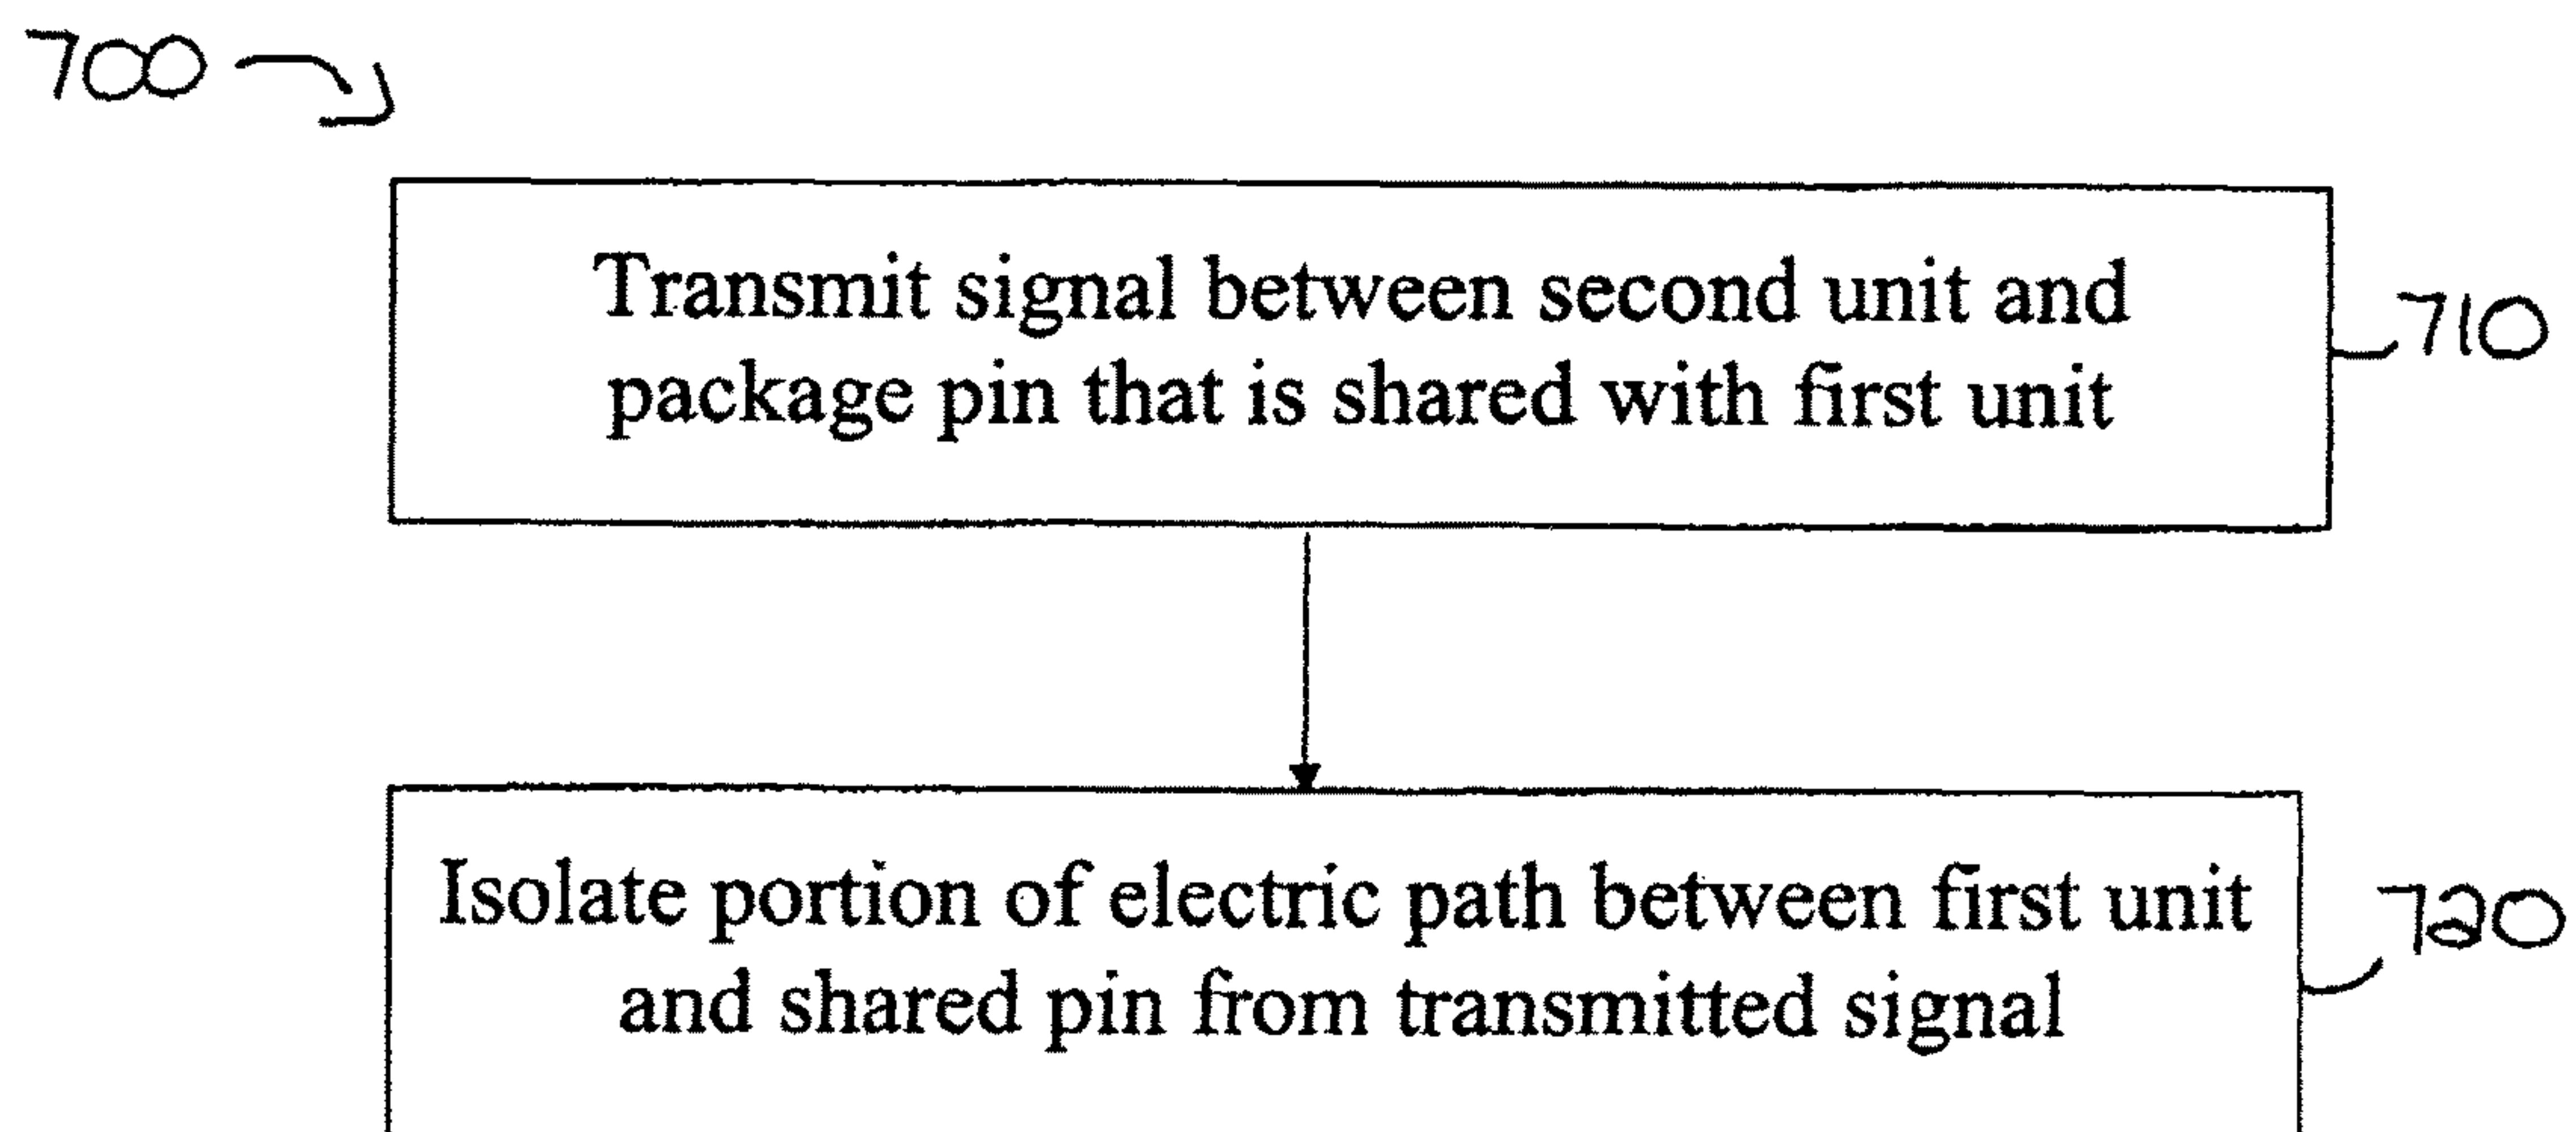 700
Transmit signal between second unit and
package pin that is shared with first unit
710
Isolate portion of electric path between first unit
and shared pin from transmitted signal
720